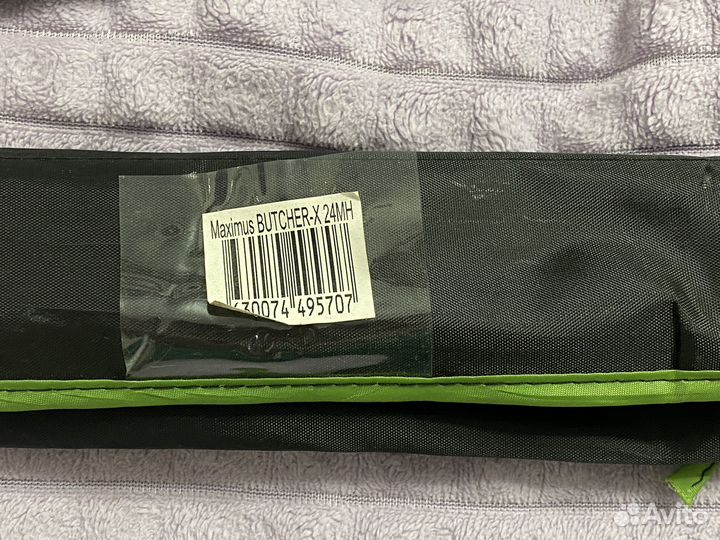 Maximus BUTCHER-X 24MH
630074 495707
Avito